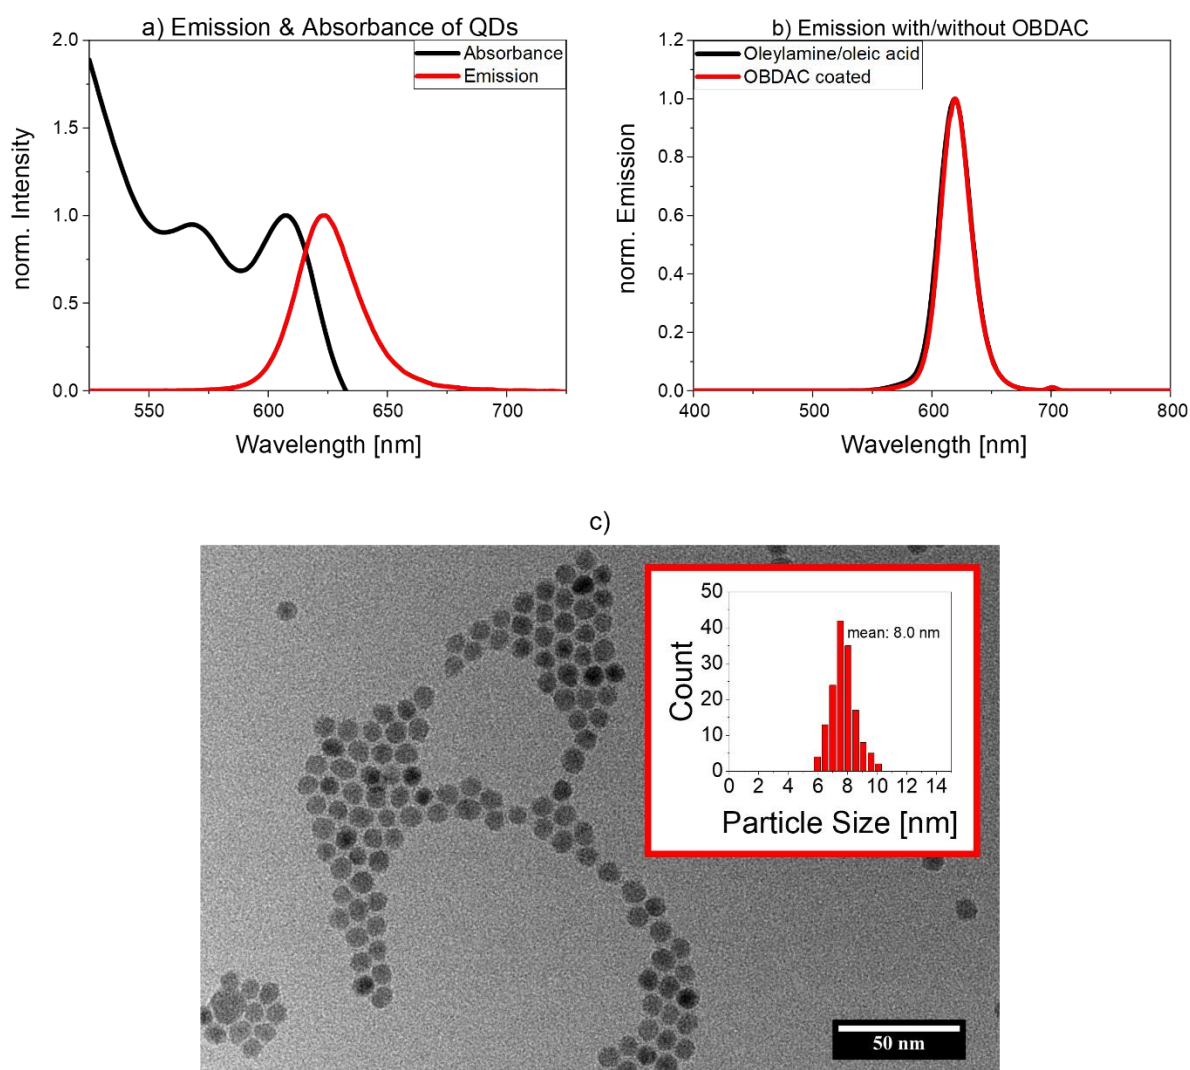 a) Emission & Absorbance of QDs
2.0
1.5
1.0
0.5
0.0
norm. Intensity
Absorbance
Emission
550
600
650
700
Wavelength [nm]
b) Emission with/without OBDAC
1.2
1.0
0.8
0.6
0.4
0.2
0.0
norm. Emission
Oleylamine/oleic acid
OBDAC coated
400
500
600
700
800
Wavelength [nm]
c)
50
40
30
20
10
0
Count
mean: 8.0 nm
0 2 4 6 8 10 12 14
Particle Size [nm]
50 nm